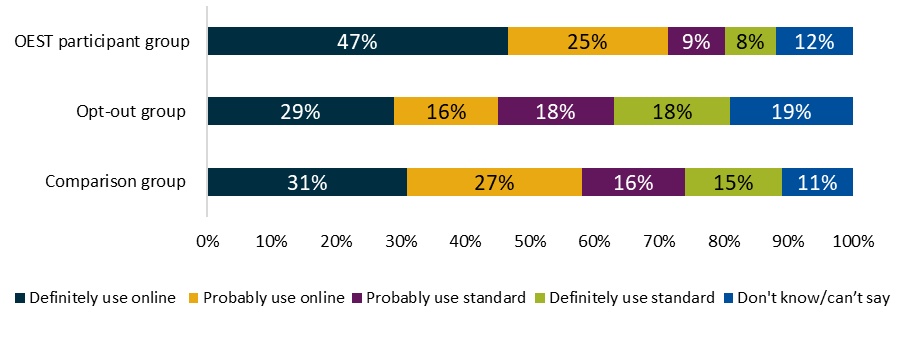 OEST participant group 47% 25% 9% 8% 12%
Opt-out group 29% 16% 18% 18% 19%
Comparison group 31% 27% 16% 15% 11%
0% 10% 20% 30% 40% 50% 60% 70% 80% 90% 100%
Definitely use online Probably use online Probably use standard Definitely use standard Don't know/can’t say